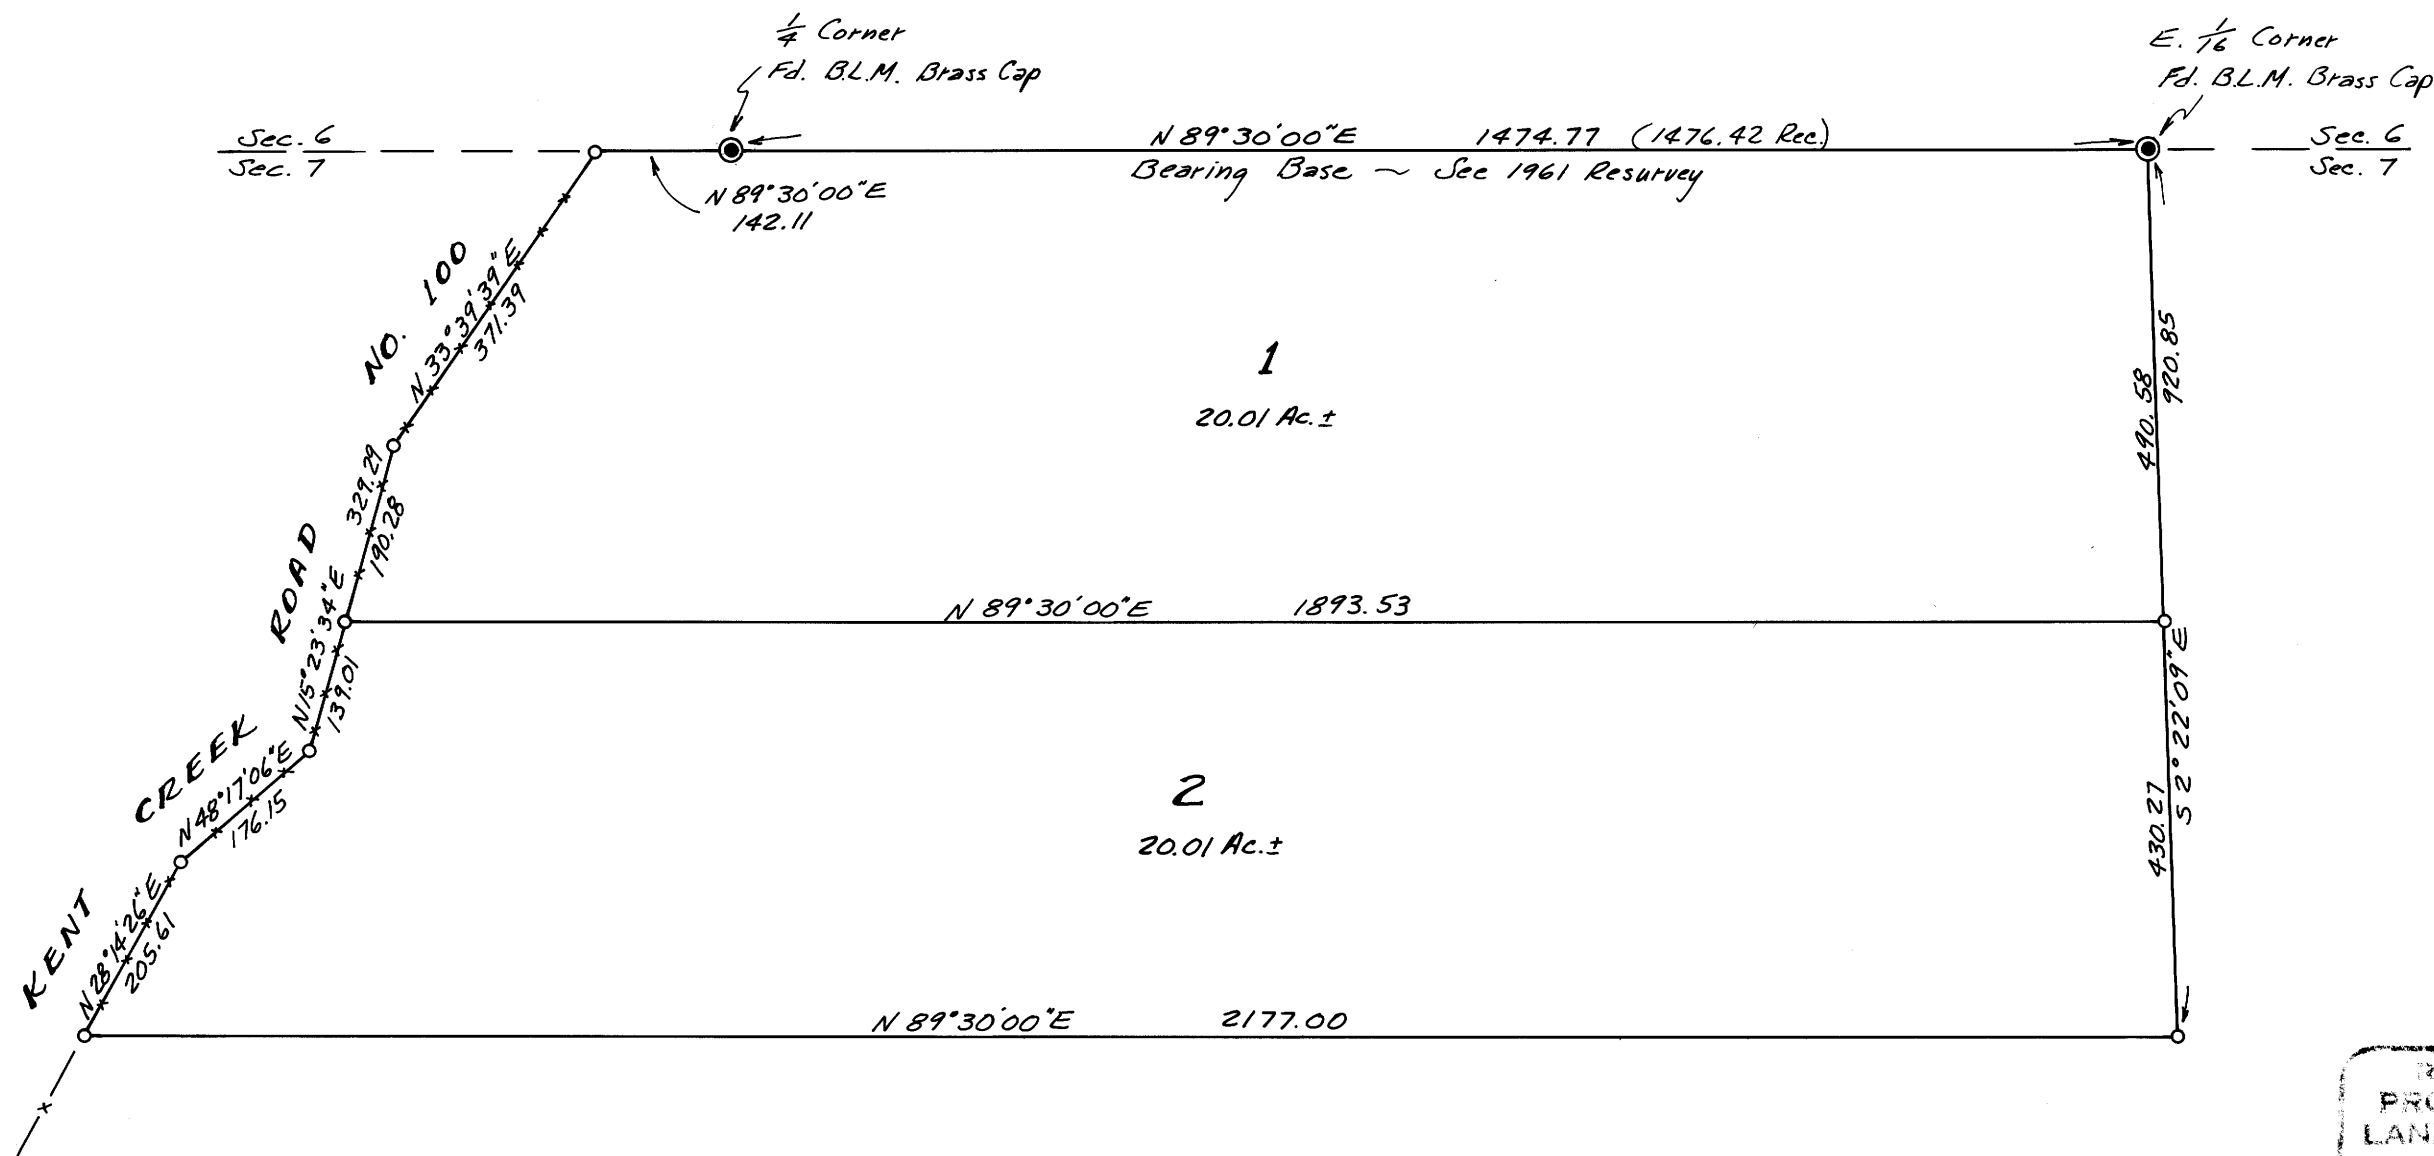 1/4 Corner
Fd. B.L.M. Brass Cap
E. 1/16 Corner
Fd. B.L.M. Brass Cap
Sec. 6
Sec. 7
N 89°30'00"E 1474.77 (1476.42 Rec.)
Bearing Base ~ See 1961 Resurvey
Sec. 6
Sec. 7
N 89°30'00"E
142.11
KENT CREEK ROAD NO. 100
N 33°39'39"E
371.39
1
20.01 Ac.±
490.58
920.85
329.29
190.28
N 89°30'00"E 1893.53
N15°23'34"E
139.01
S 2°22'09"E
430.27
N48°17'06"E
176.15
2
20.01 Ac.±
N28°14'26"E
205.61
N 89°30'00"E 2177.00